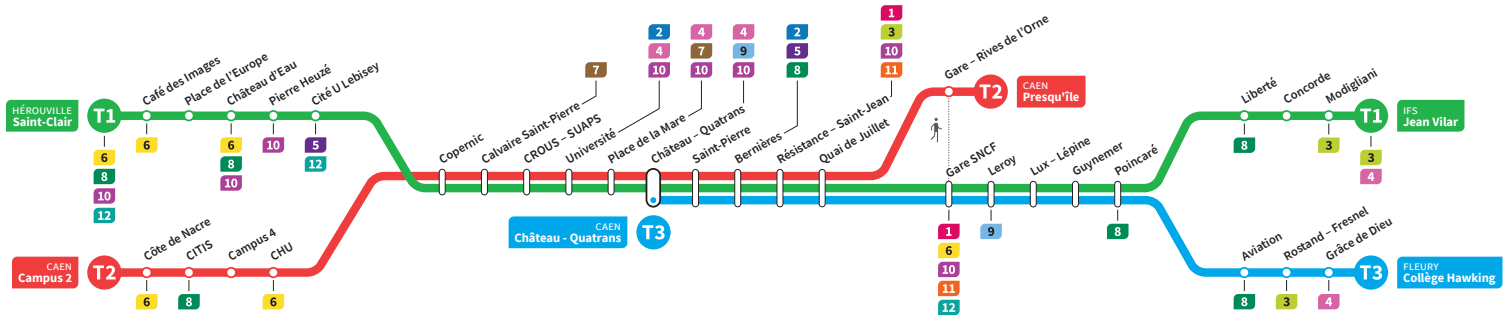 HÉROUVILLE
Saint-Clair
T1
6
8
10
12
Café des Images
6
Place de l'Europe
Château d'Eau
6
8
10
Pierre Heuzé
10
Cité U Lebisey
5
12
CAEN
Campus 2
T2
Côte de Nacre
6
CITIS
8
Campus 4
CHU
6
Copernic
Calvaire Saint-Pierre
7
CROUS – SUAPS
Université
2
4
10
Place de la Mare
4
7
10
Château – Quatrans
4
9
10
CAEN
Château - Quatrans
T3
Saint-Pierre
Bernières
2
5
8
Résistance – Saint-Jean
1
3
10
11
Quai de Juillet
Gare – Rives de l'Orne
T2
CAEN
Presqu'île
Gare SNCF
1
6
10
11
12
Leroy
9
Lux – Lépine
Guynemer
Poincaré
8
Liberté
8
Concorde
Modigliani
3
T1
IFS
Jean Vilar
3
4
Aviation
8
Rostand – Fresnel
3
Grâce de Dieu
4
T3
FLEURY
Collège Hawking